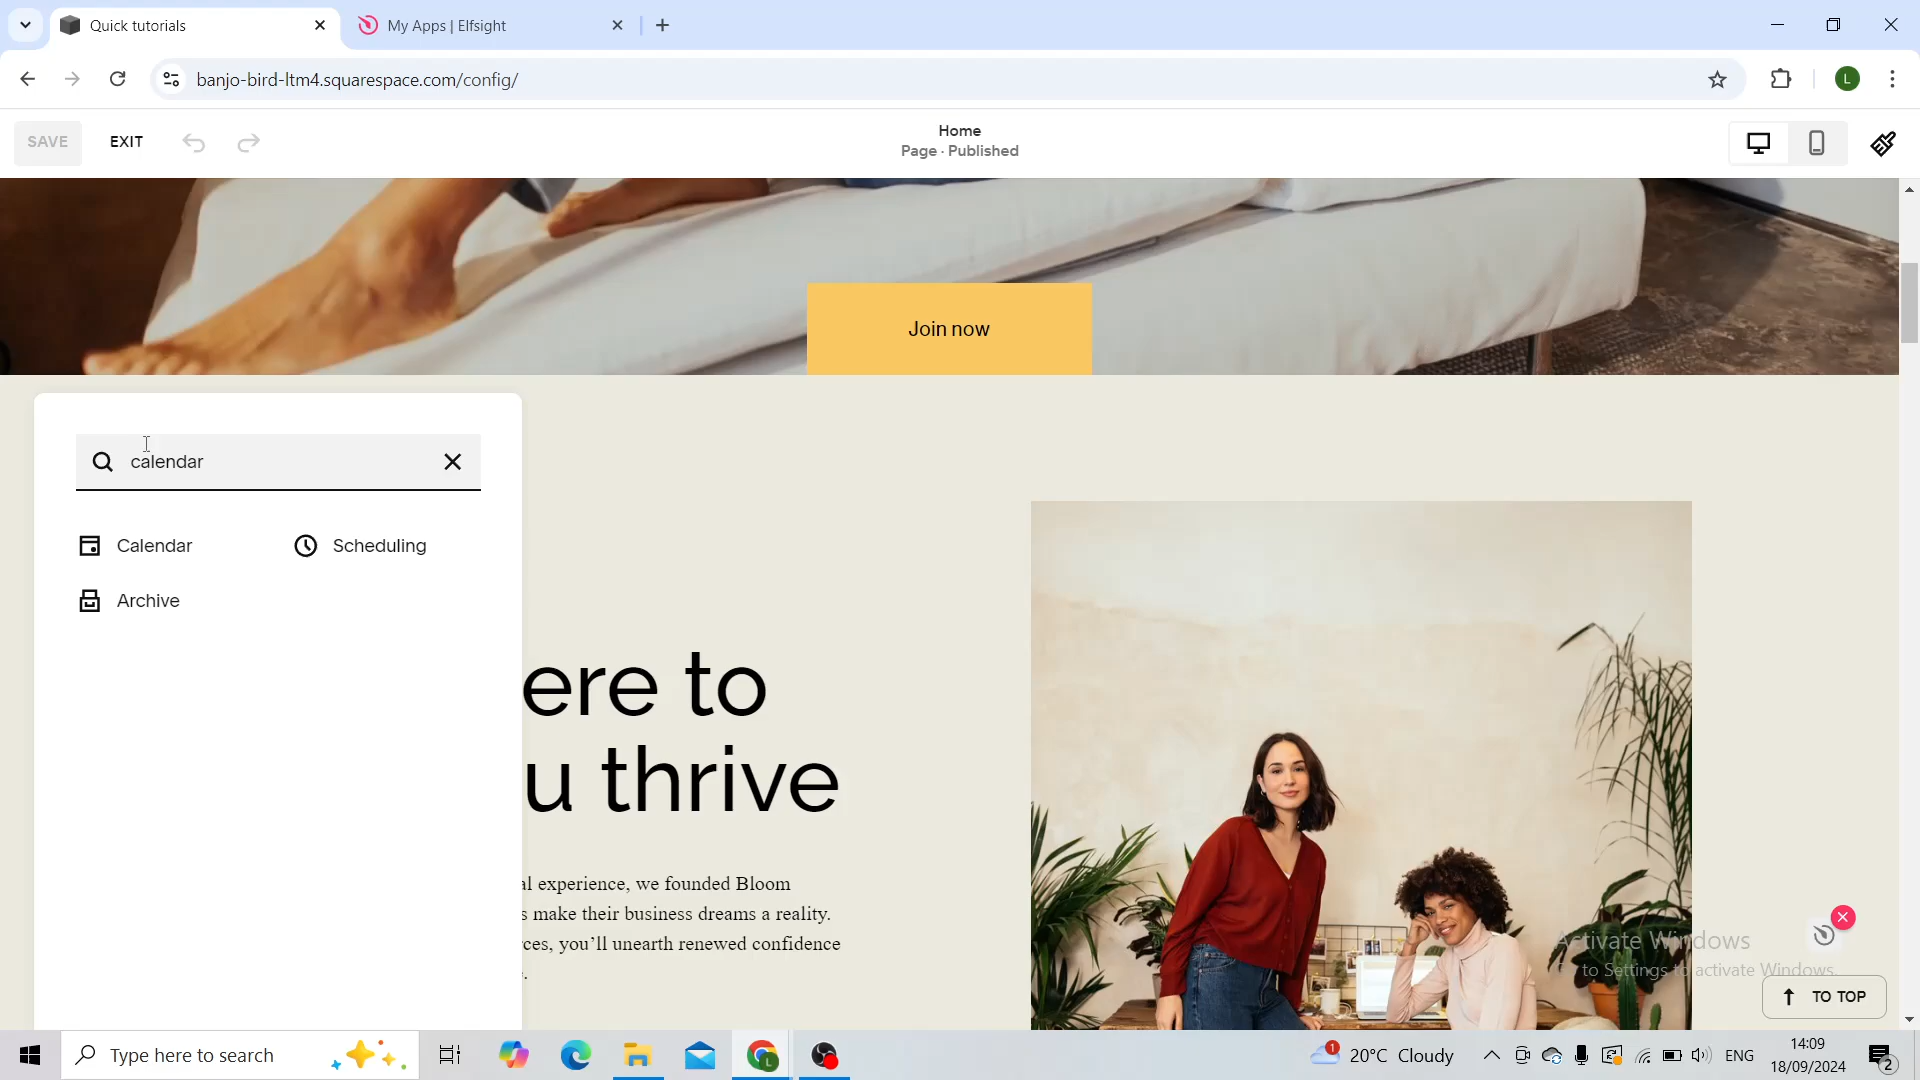 Quick tutorials
My Apps | Elfsight
banjo-bird-ltm4.squarespace.com/config/
L
SAVE
EXIT
Home
Page · Published
Join now
calendar
Calendar
Scheduling
Archive
ere to
u thrive
al experience, we founded Bloom
s make their business dreams a reality.
rces, you'll unearth renewed confidence
.
Activate Windows
to Settings to activate Windows.
TO TOP
Type here to search
L
1
20°C Cloudy
ENG
14:09
18/09/2024
2